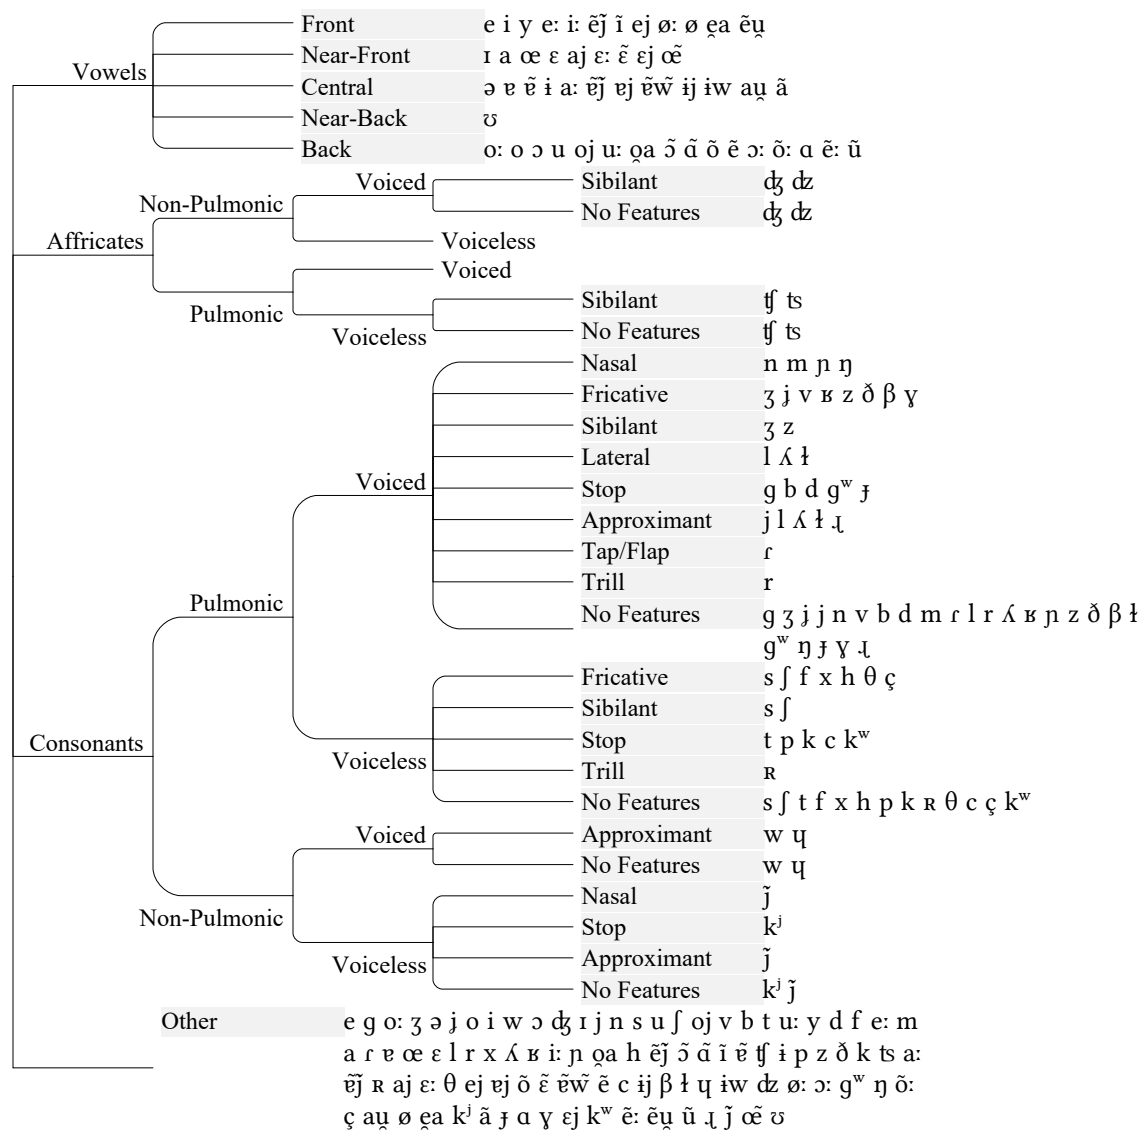 Front e i y eː iː ẽj̃ ĩ ej øː ø e̯a ẽu̯
Near-Front ɪ a œ ɛ aj ɛː ɛ̃ ɛj œ̃
Vowels
Central ə ɐ ɐ̃ ɨ aː ɐ̃j̃ ɐj ɐ̃w̃ ɨj ɨw au̯ ã
Near-Back ʊ
Back oː o ɔ u oj uː o̯a ɔ̃ ɑ̃ õ ẽ ɔː õː ɑ ẽː ũ
Voiced Sibilant ʤ ʣ
Non-Pulmonic
No Features ʤ ʣ
Affricates Voiceless
Voiced
Sibilant ʧ ʦ
Pulmonic
No Features ʧ ʦ
Voiceless
Nasal n m ɲ ŋ
Fricative ʒ ʝ v ʁ z ð β ɣ
Sibilant ʒ z
Lateral l ʎ ɫ
Voiced Stop ɡ b d ɡʷ ɟ
Approximant j l ʎ ɫ ɻ
Tap/Flap ɾ
Trill r
Pulmonic
No Features ɡ ʒ ʝ j n v b d m ɾ l r ʎ ʁ ɲ z ð β ɫ
ɡʷ ŋ ɟ ɣ ɻ
Fricative s ʃ f x h θ ç
Sibilant s ʃ
Consonants Stop t p k c kʷ
Voiceless Trill ʀ
No Features s ʃ t f x h p k ʀ θ c ç kʷ
Voiced Approximant w ɥ
No Features w ɥ
Nasal j̃
Non-Pulmonic Stop kʲ
Voiceless Approximant j̃
No Features kʲ j̃
Other e ɡ oː ʒ ə ʝ o i w ɔ ʤ ɪ j n s u ʃ oj v b t uː y d f eː m
a ɾ ɐ œ ɛ l r x ʎ ʁ iː ɲ o̯a h ẽj̃ ɔ̃ ɑ̃ ĩ ɐ̃ ʧ ɨ p z ð k ʦ aː
ɐ̃j̃ ʀ aj ɛː θ ej ɐj õ ɛ̃ ɐ̃w̃ ẽ c ɨj β ɫ ɥ ɨw ʣ øː ɔː ɡʷ ŋ õː
ç au̯ ø e̯a kʲ ã ɟ ɑ ɣ ɛj kʷ ẽː ẽu̯ ũ ɻ j̃ œ̃ ʊ